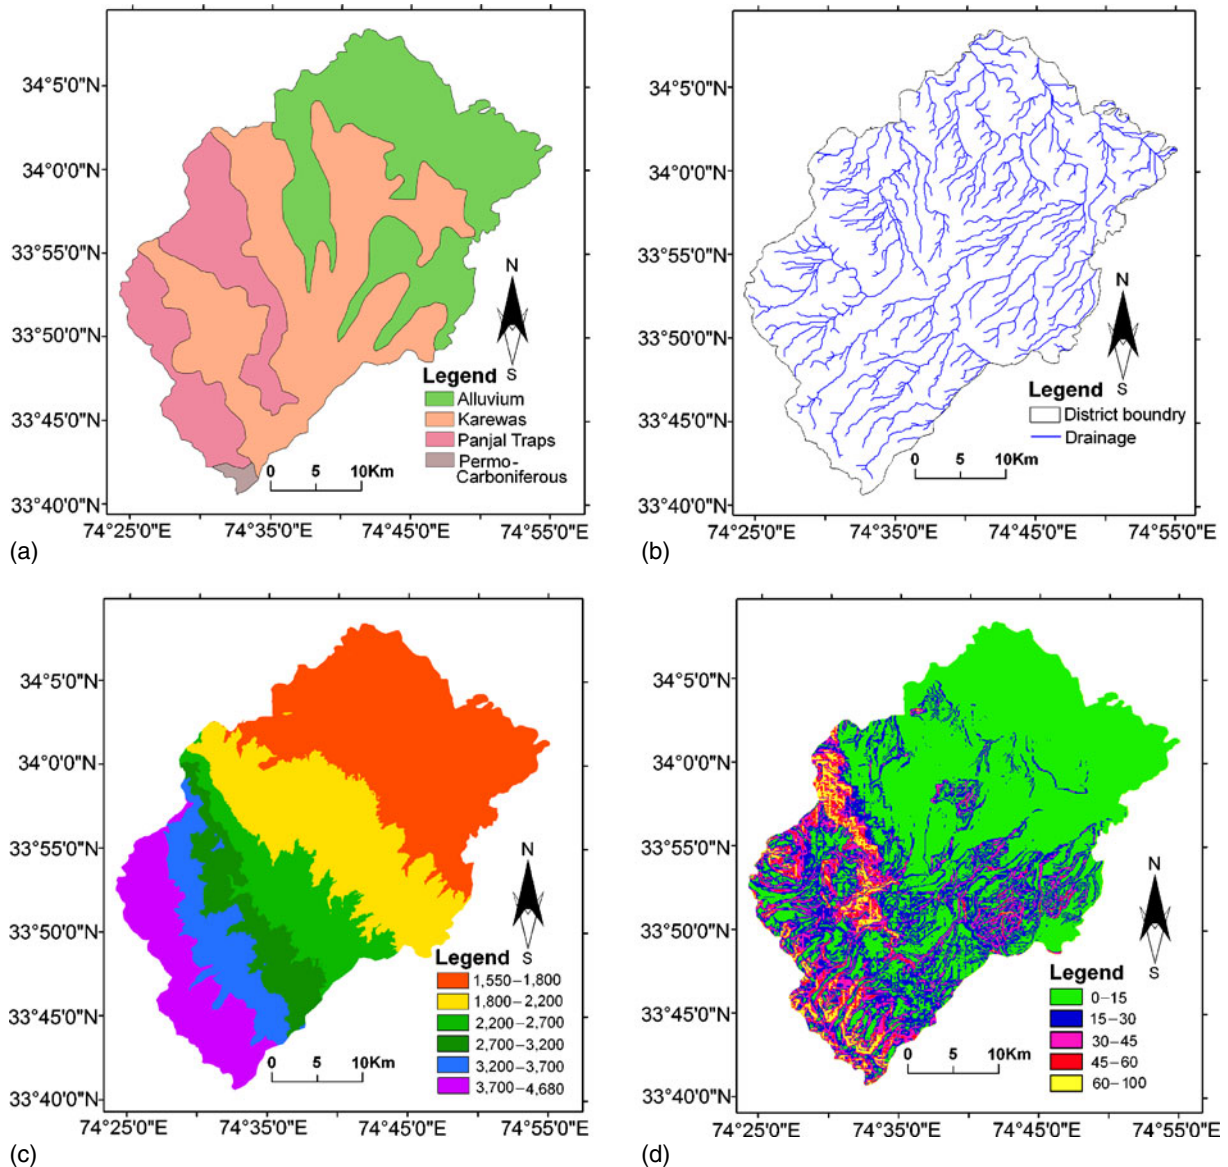 34°5'0"N
34°0'0"N
33°55'0"N
33°50'0"N
33°45'0"N
33°40'0"N
74°25'0"E 74°35'0"E 74°45'0"E 74°55'0"E
N
S
Legend
Alluvium
Karewas
Panjal Traps
Permo-
Carboniferous
0 5 10Km
(a)
34°5'0"N
34°0'0"N
33°55'0"N
33°50'0"N
33°45'0"N
33°40'0"N
74°25'0"E 74°35'0"E 74°45'0"E 74°55'0"E
N
S
Legend
District boundry
Drainage
0 5 10Km
(b)
34°5'0"N
34°0'0"N
33°55'0"N
33°50'0"N
33°45'0"N
33°40'0"N
74°25'0"E 74°35'0"E 74°45'0"E 74°55'0"E
N
S
Legend
1,550–1,800
1,800–2,200
2,200–2,700
2,700–3,200
3,200–3,700
3,700–4,680
0 5 10Km
(c)
34°5'0"N
34°0'0"N
33°55'0"N
33°50'0"N
33°45'0"N
33°40'0"N
74°25'0"E 74°35'0"E 74°45'0"E 74°55'0"E
N
S
Legend
0–15
15–30
30–45
45–60
60–100
0 5 10Km
(d)